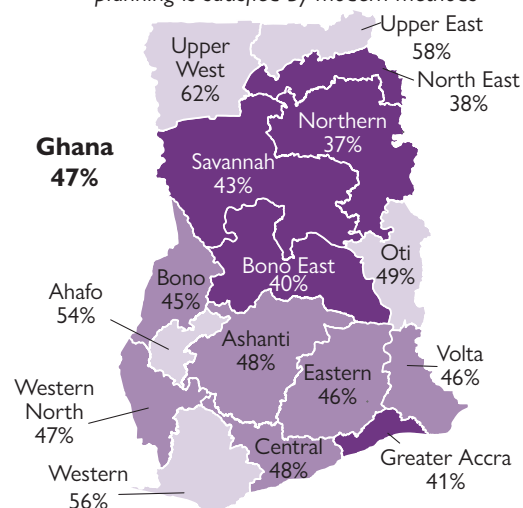 planning is satisfied by modern methods
Upper East
58%
Upper
West
62%
North East
38%
Northern
37%
Ghana
47%
Savannah
43%
Oti
49%
Bono East
40%
Bono
45%
Ahafo
54%
Ashanti
48%
Volta
46%
Eastern
46%
Western
North
47%
Central
48%
Greater Accra
41%
Western
56%